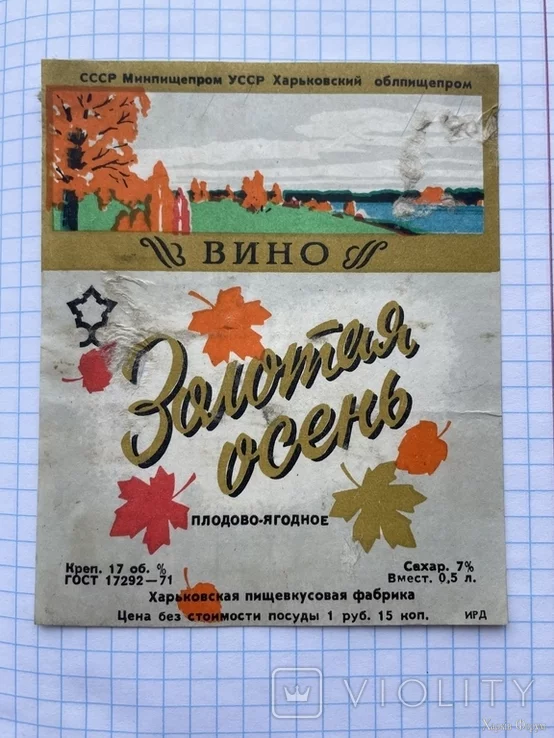 СССР Минпищепром УССР Харьковский облпищепром
ВИНО
Золотая
осень
ПЛОДОВО-ЯГОДНОЕ
Креп. 17 об. % Сахар. 7%
ГОСТ 17292—71 Вмест. 0,5 л.
Харьковская пищевкусовая фабрика
Цена без стоимости посуды 1 руб. 15 коп. ИРД
VIOLITY